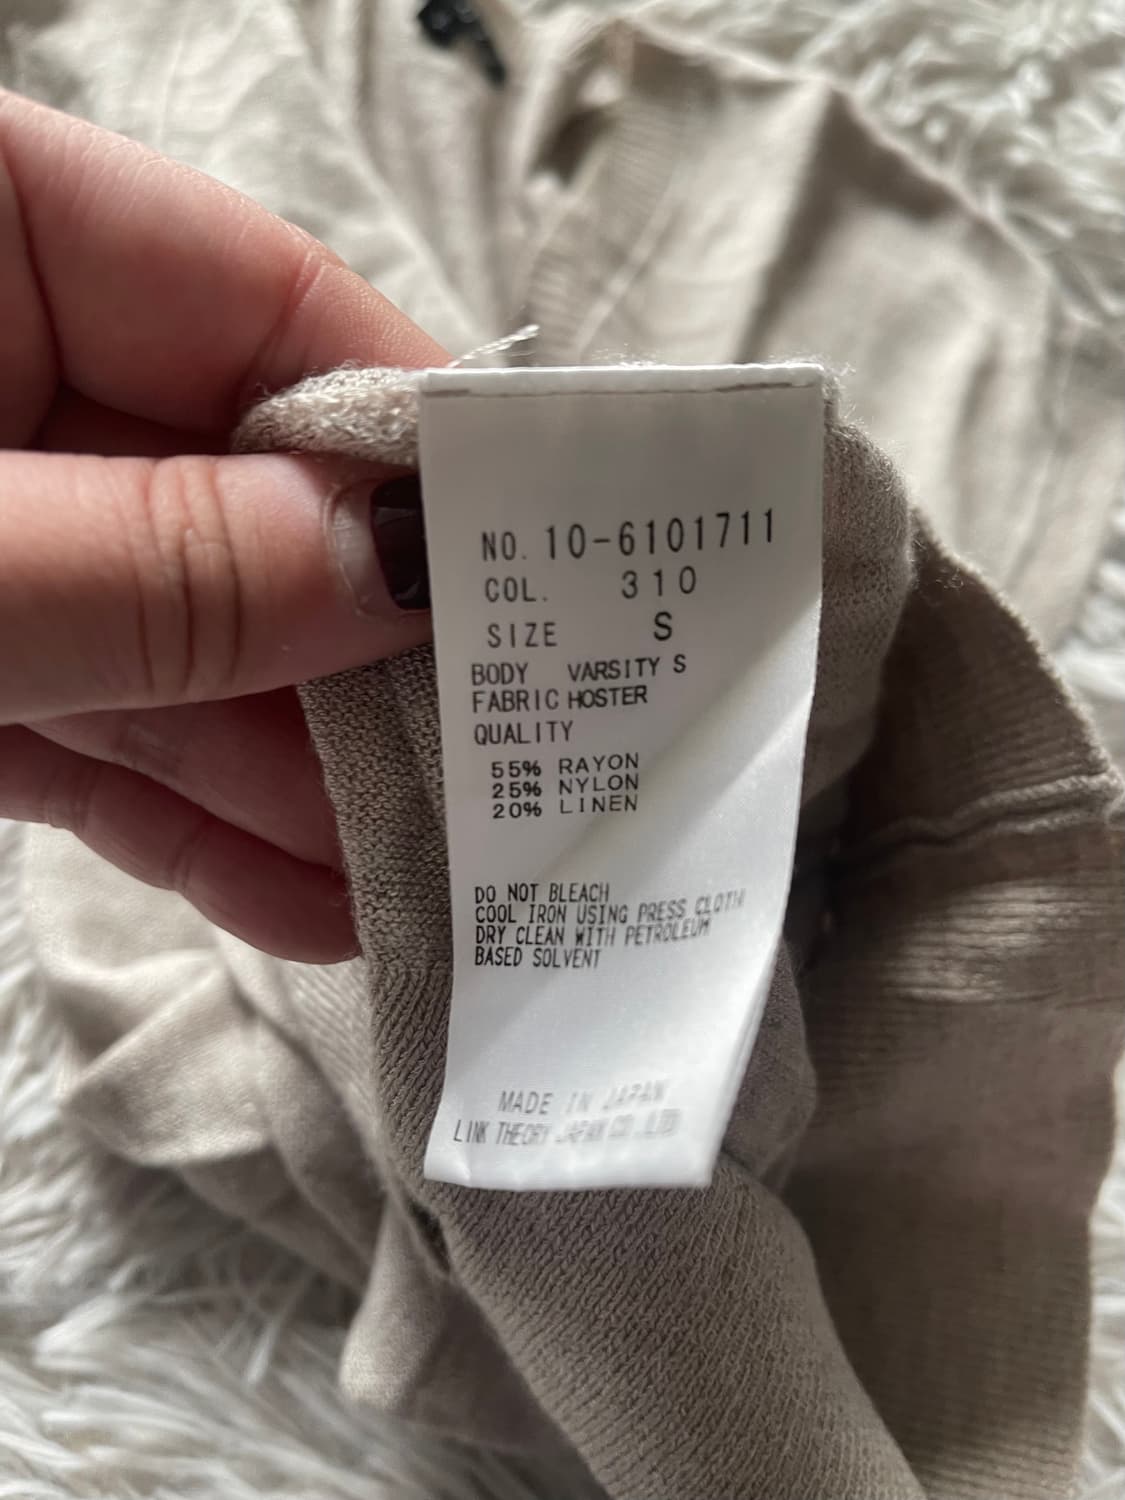 NO. 10-6101711
COL. 310
SIZE S
BODY VARSITY S
FABRIC HOSTER
QUALITY
55% RAYON
25% NYLON
20% LINEN
DO NOT BLEACH
COOL IRON USING PRESS CLOTH
DRY CLEAN WITH PETROLEUM
BASED SOLVENT
MADE IN JAPAN
LINK THEORY JAPAN CO.,LTD